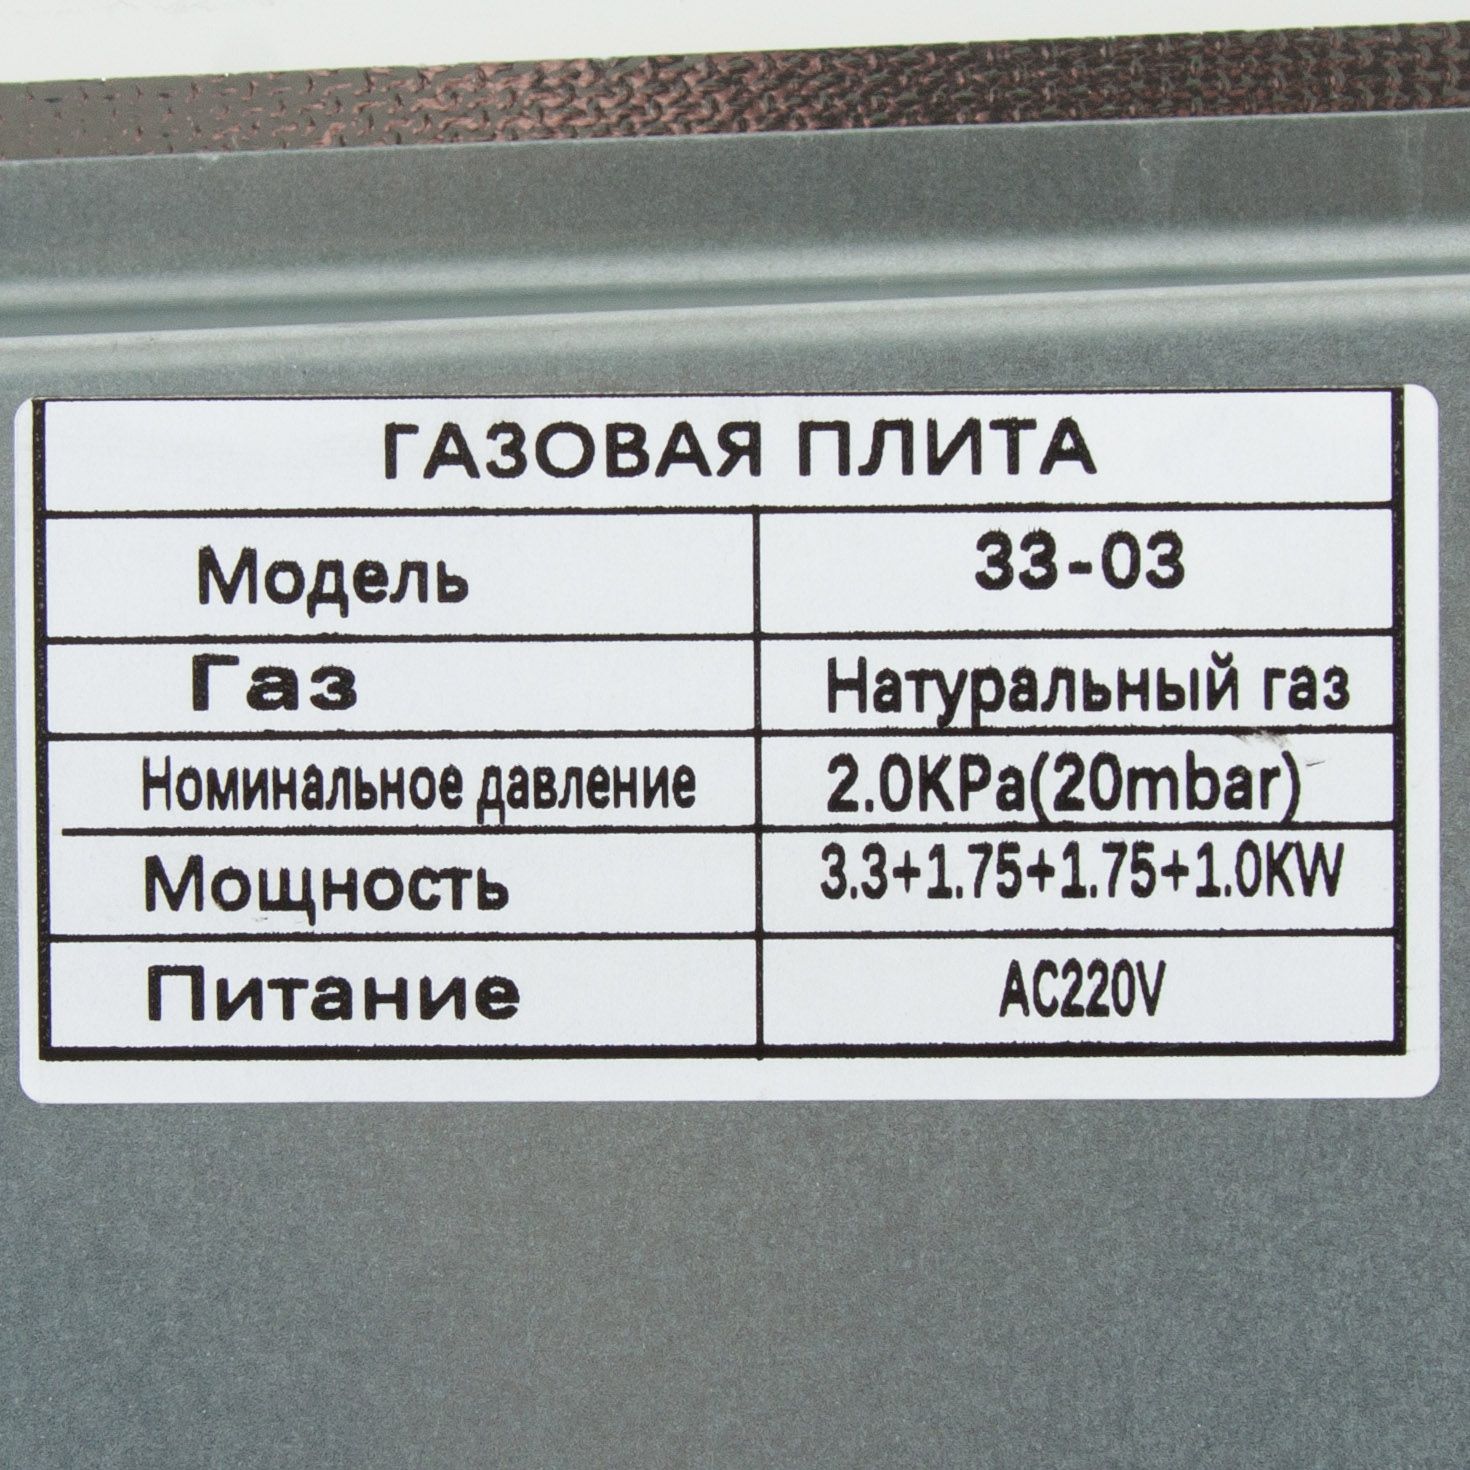 ГАЗОВАЯ ПЛИТА
Модель 33-03
Газ Натуральный газ
Номинальное давление 2.0KPa(20mbar)
Мощность 3.3+1.75+1.75+1.0KW
Питание AC220V